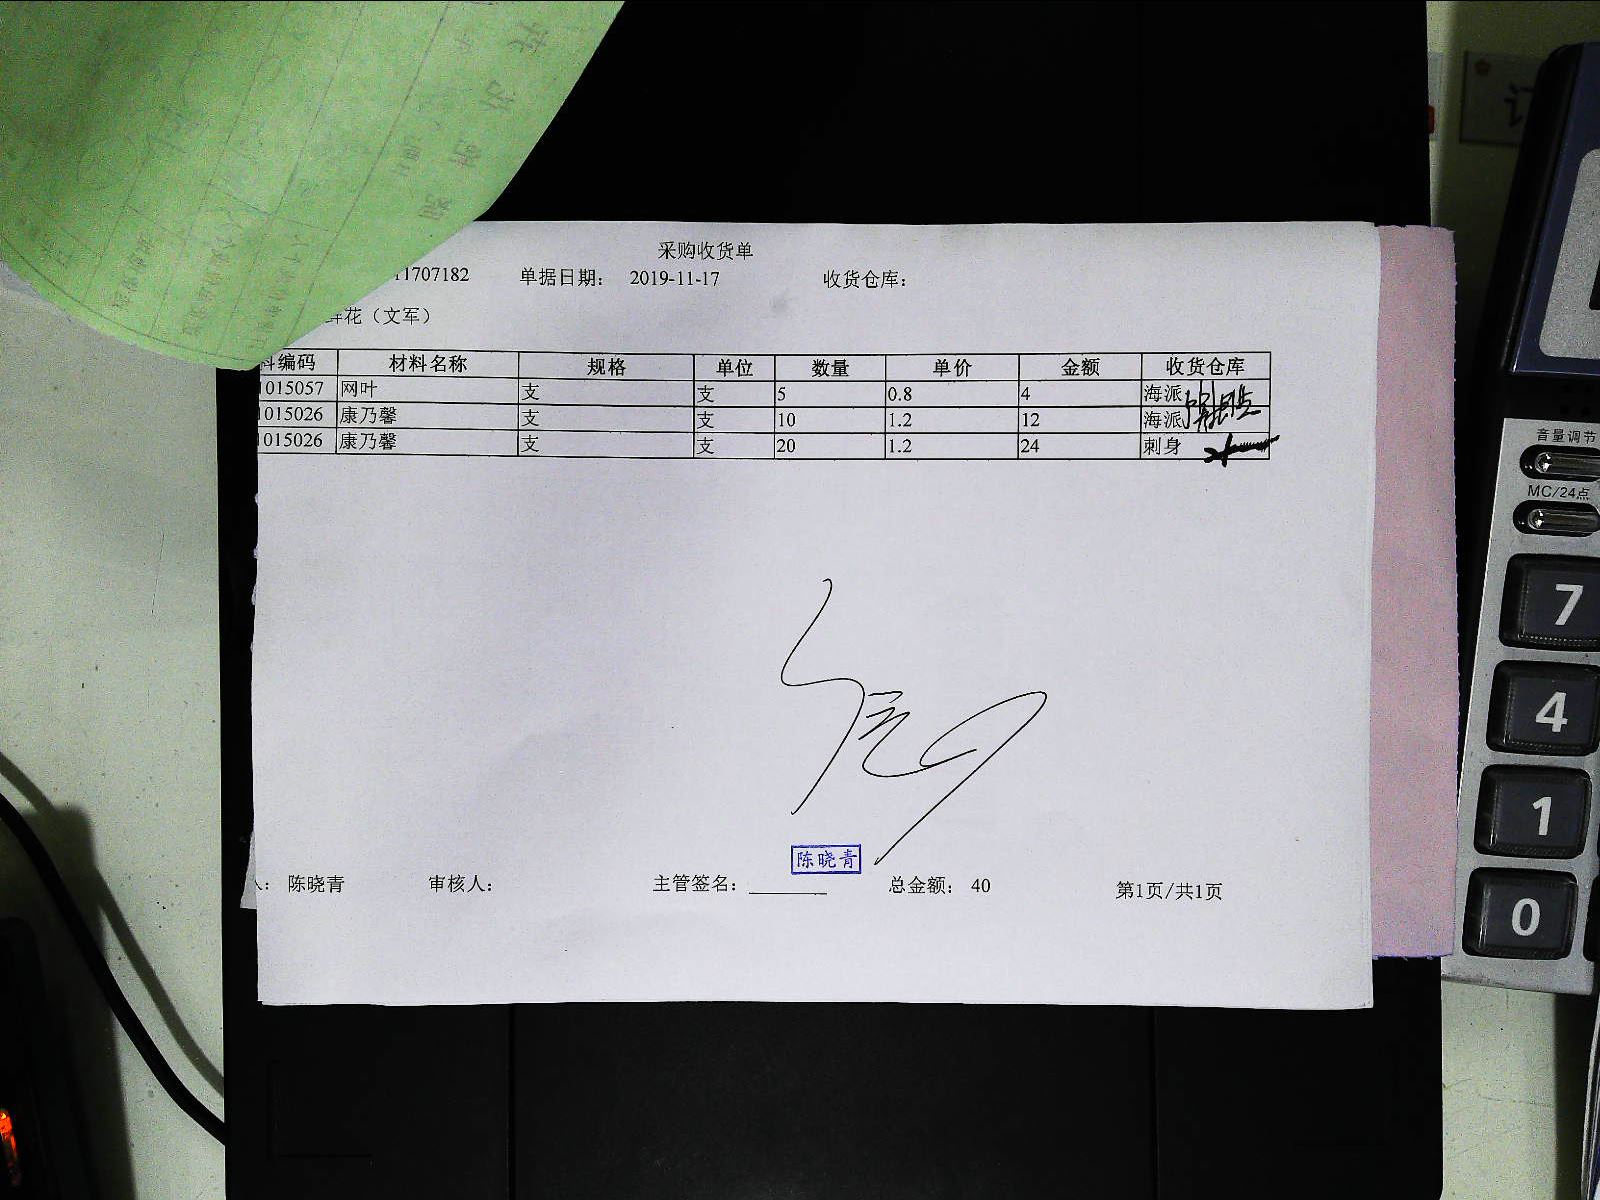 采购收货单
11707182 单据日期： 2019-11-17 收货仓库：
鲜花（文军）
料编码 材料名称 规格 单位 数量 单价 金额 收货仓库
1015057 网叶 支 支 5 0.8 4 海派
1015026 康乃馨 支 支 10 1.2 12 海派
1015026 康乃馨 支 支 20 1.2 24 刺身
陈晓青
人： 陈晓青 审核人： 主管签名： 总金额： 40 第1页/共1页
音量调节
MC/24点
7
4
1
0